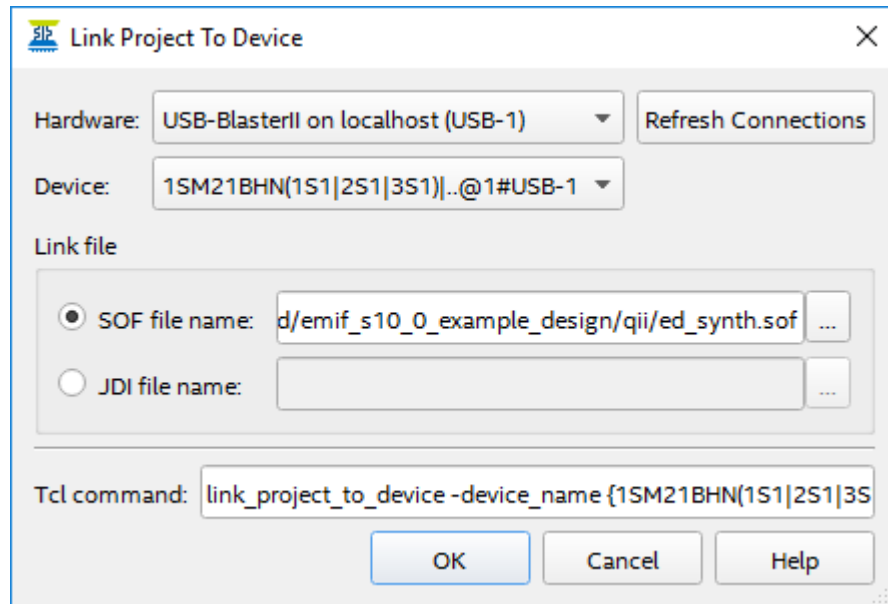 Link Project To Device
Hardware: USB-BlasterII on localhost (USB-1) Refresh Connections
Device: 1SM21BHN(1S1|2S1|3S1)|..@1#USB-1
Link file
SOF file name: d/emif_s10_0_example_design/qii/ed_synth.sof ...
JDI file name: ...
Tcl command: link_project_to_device -device_name {1SM21BHN(1S1|2S1|3S
OK Cancel Help